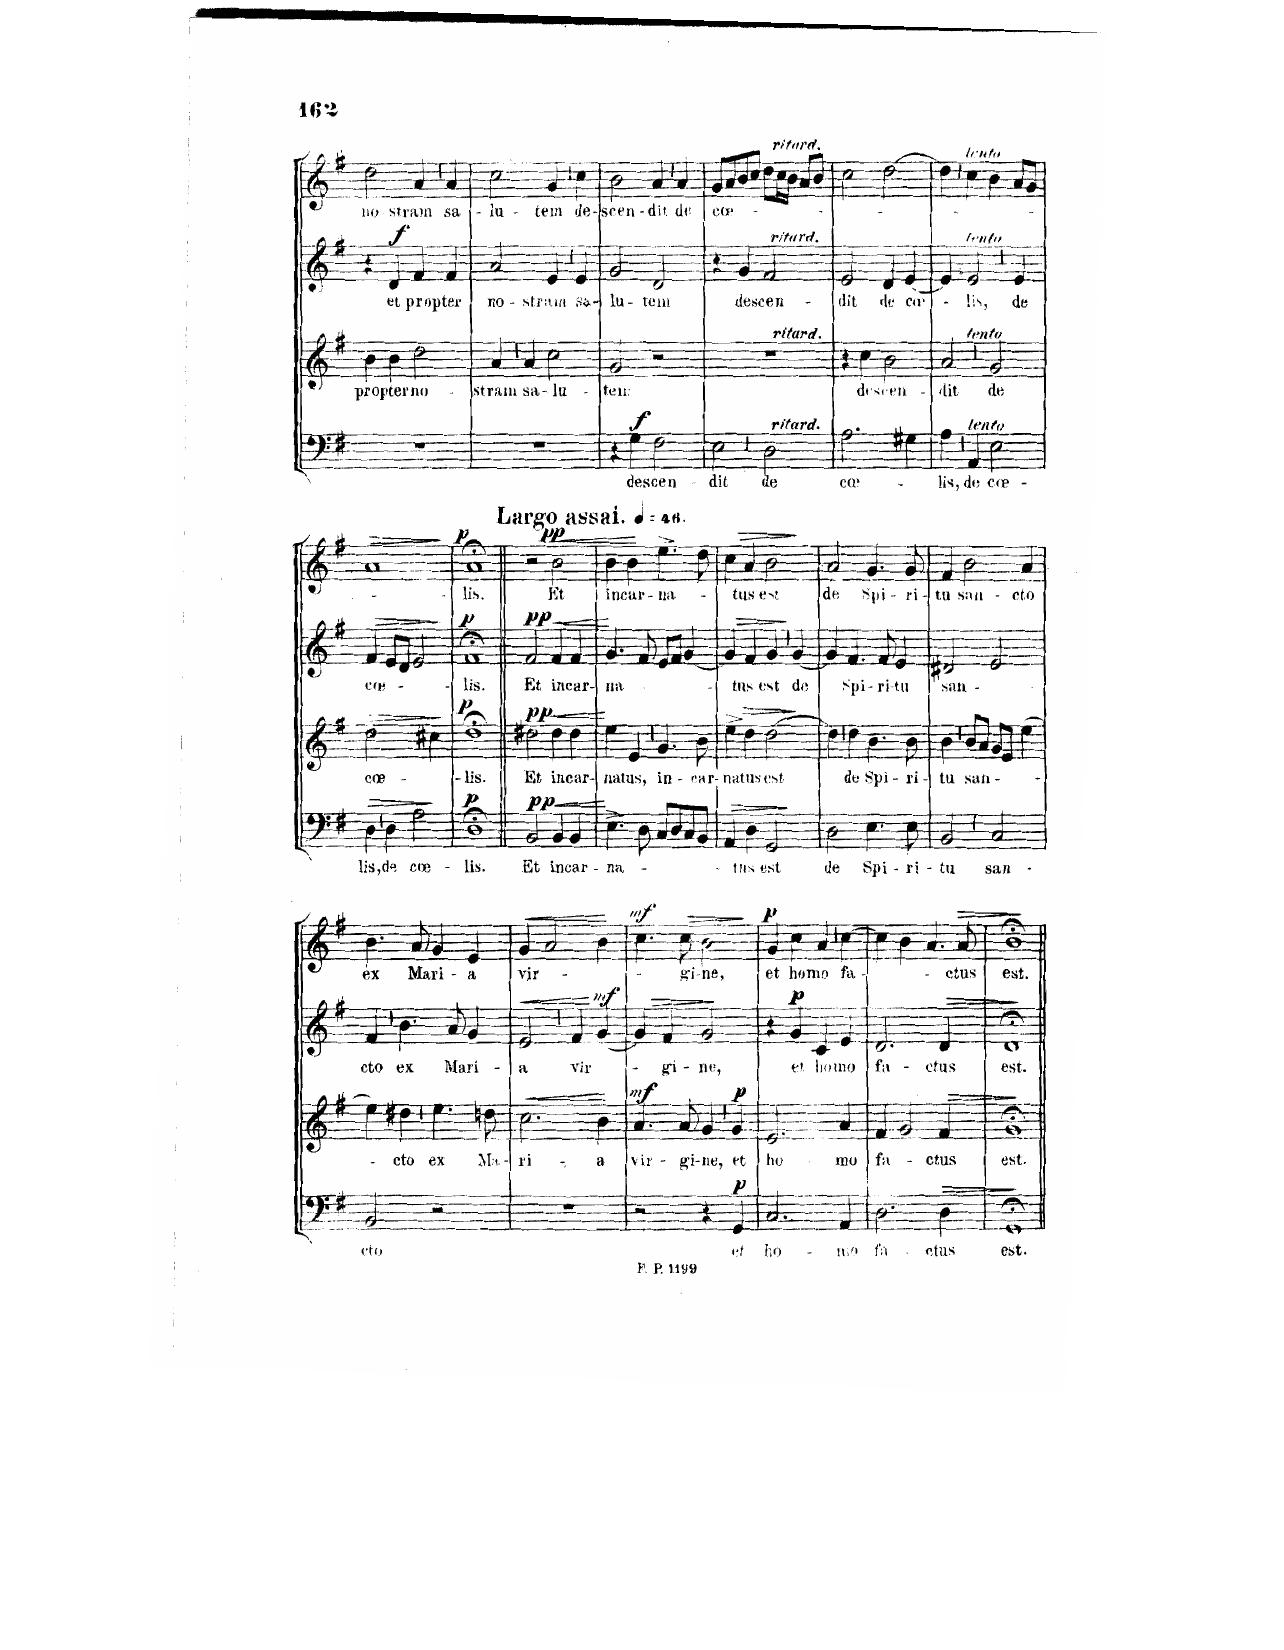 162
ritard. lento
no stram sa - lu - tem de - scen - dit de cœ - - - - - -
f ritard. lento
et propter no - stram sa - lu - tem descen - dit de cœ - - lis, de
ritard. lento
propter no - stram sa - lu - tem descen - dit de
f ritard. lento
descen - dit de cœ - lis, de cœ -
Largo assai. ♩ = 46.
p pp
- lis. Et incar - na - tus est de Spi - ri - tu san - cto
p pp
cœ - - lis. Et incar - na - - tus est de Spi - ri - tu san -
p pp
cœ - - lis. Et incar - natus, in - car - natus est de Spi - ri - tu san - -
p pp
lis, de cœ - lis. Et incar - na - - tus est de Spi - ri - tu san -
mf p
ex Mari - a vir - - gi - ne, et homo fa - - ctus est.
mf p
cto ex Mari - a vir - gi - ne, et homo fa - ctus est.
mf p
- cto ex Ma - ri - a vir - gi - ne, et ho - mo fa - ctus est.
p
cto et ho - mo fa - ctus est.
F. P. 1199